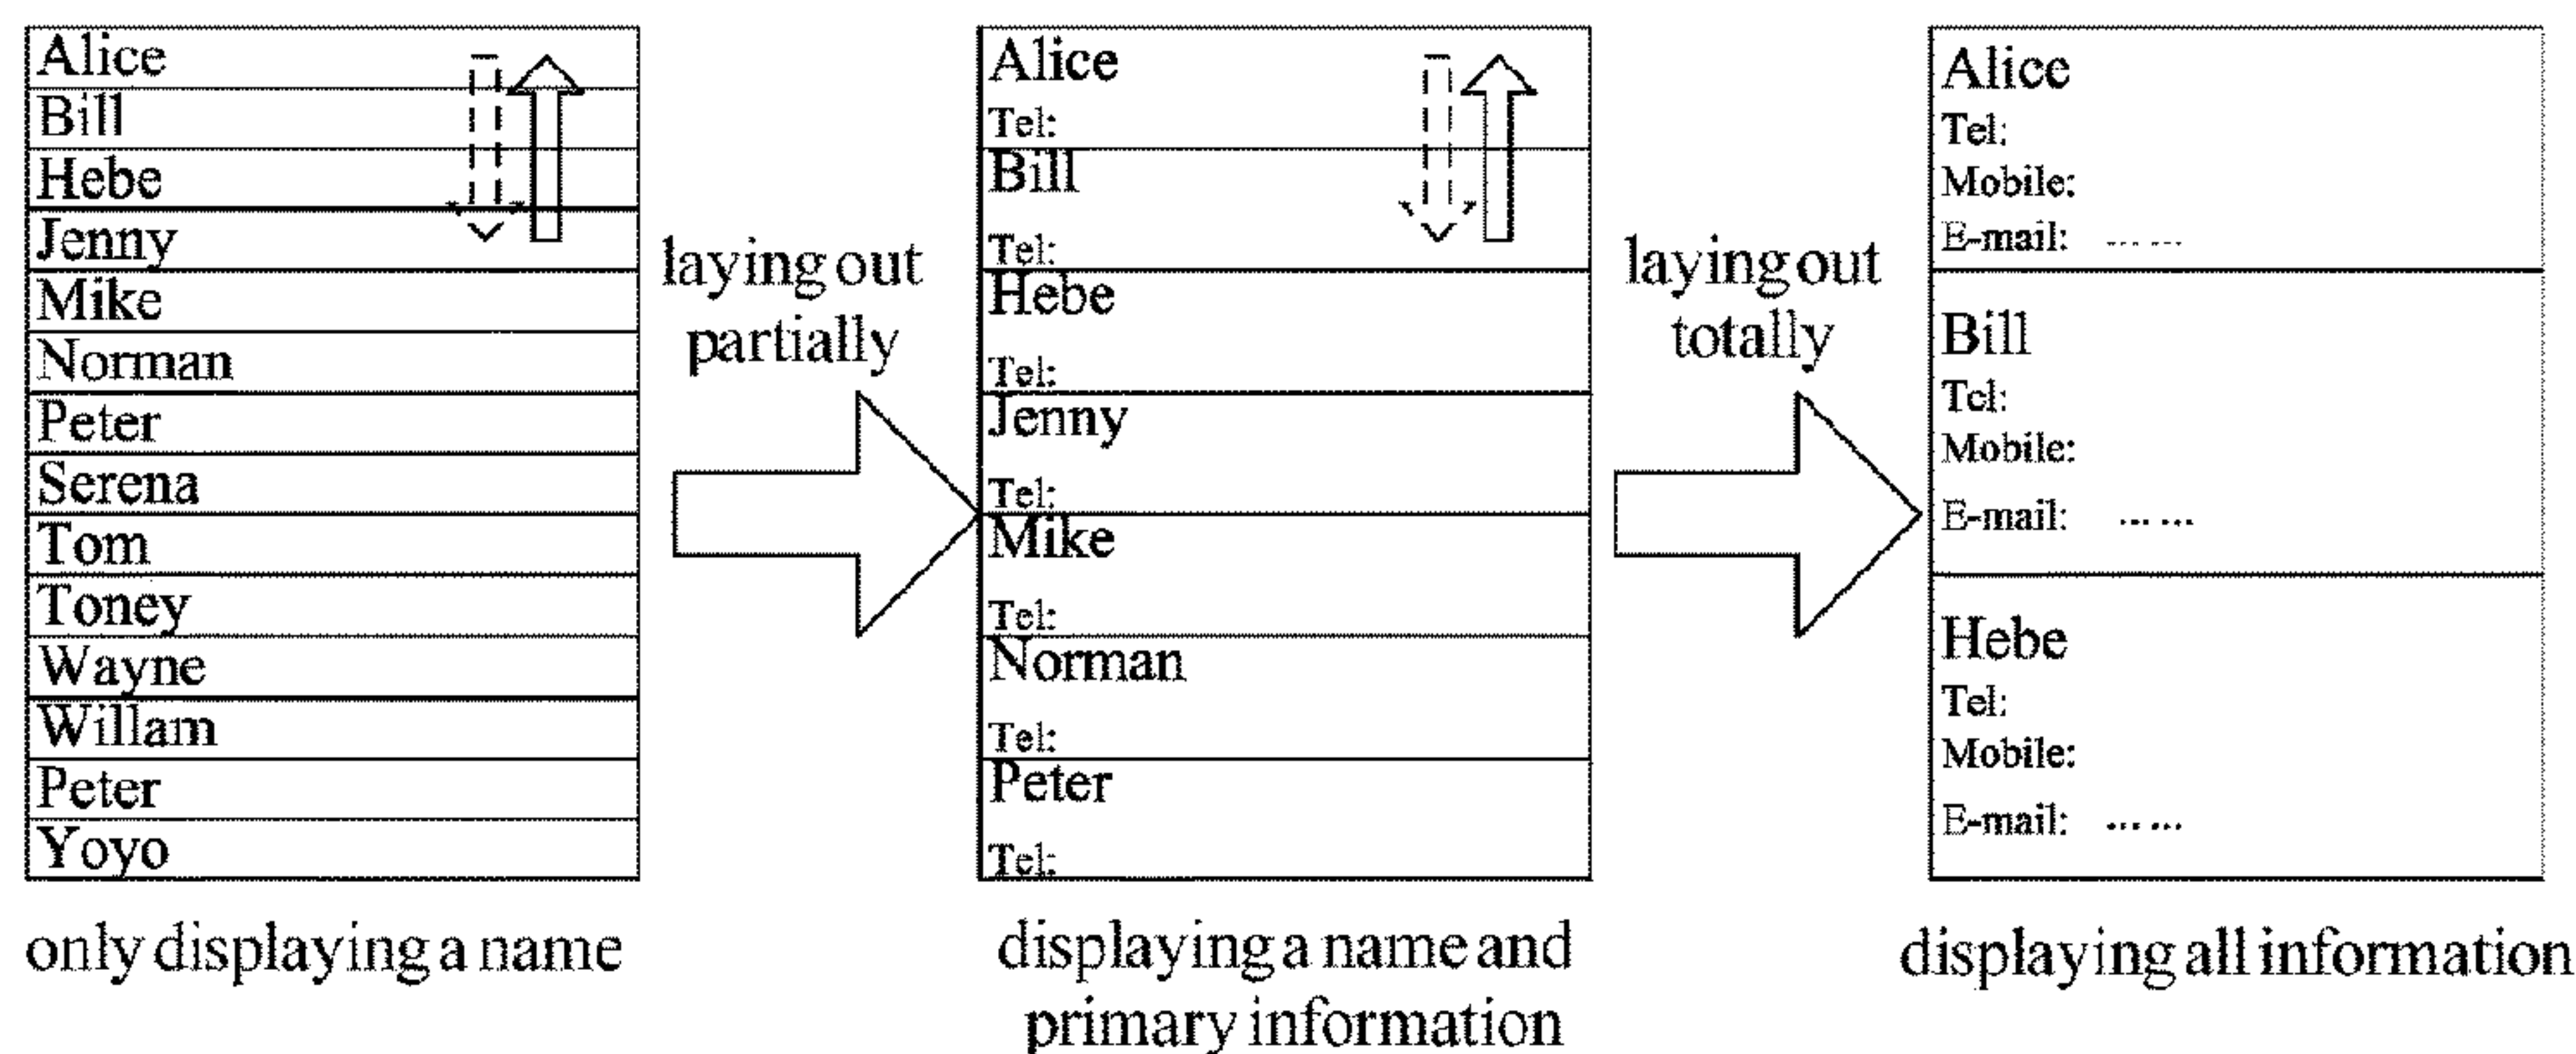 Alice
Bill
Hebe
Jenny
Mike
Norman
Peter
Serena
Tom
Toney
Wayne
Willam
Peter
Yoyo
only displaying a name
laying out
partially
Alice
Tel:
Bill
Tel:
Hebe
Tel:
Jenny
Tel:
Mike
Tel:
Norman
Tel:
Peter
Tel:
displaying a name and
primary information
laying out
totally
Alice
Tel:
Mobile:
E-mail: ... ...
Bill
Tel:
Mobile:
E-mail: ... ...
Hebe
Tel:
Mobile:
E-mail: ... ...
displaying all information